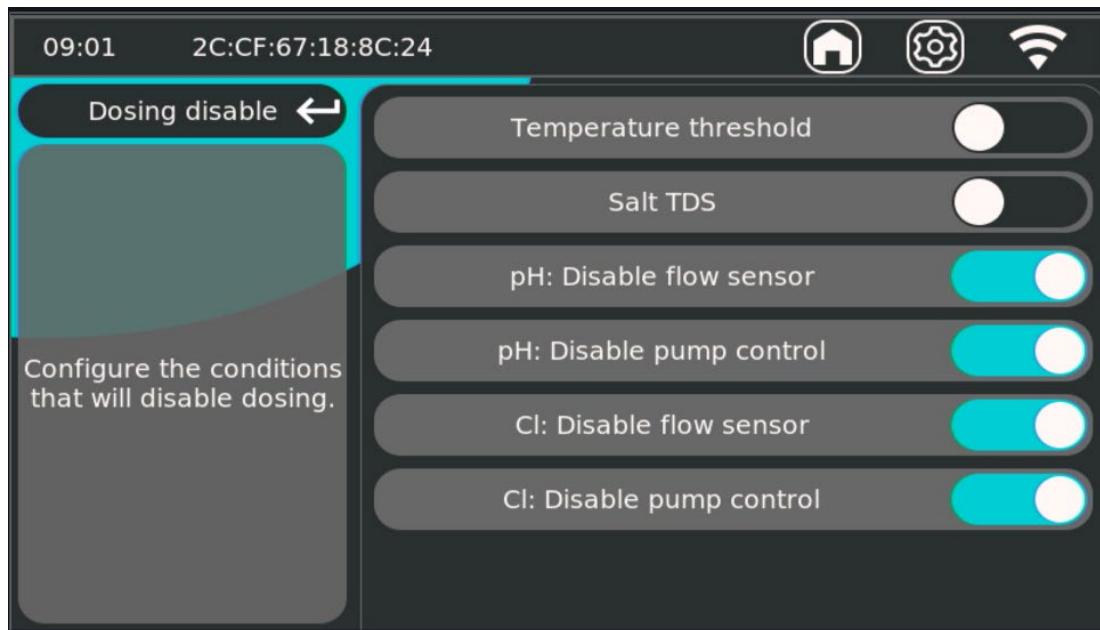 09:01 2C:CF:67:18:8C:24
Dosing disable
Configure the conditions
that will disable dosing.
Temperature threshold
Salt TDS
pH: Disable flow sensor
pH: Disable pump control
Cl: Disable flow sensor
Cl: Disable pump control